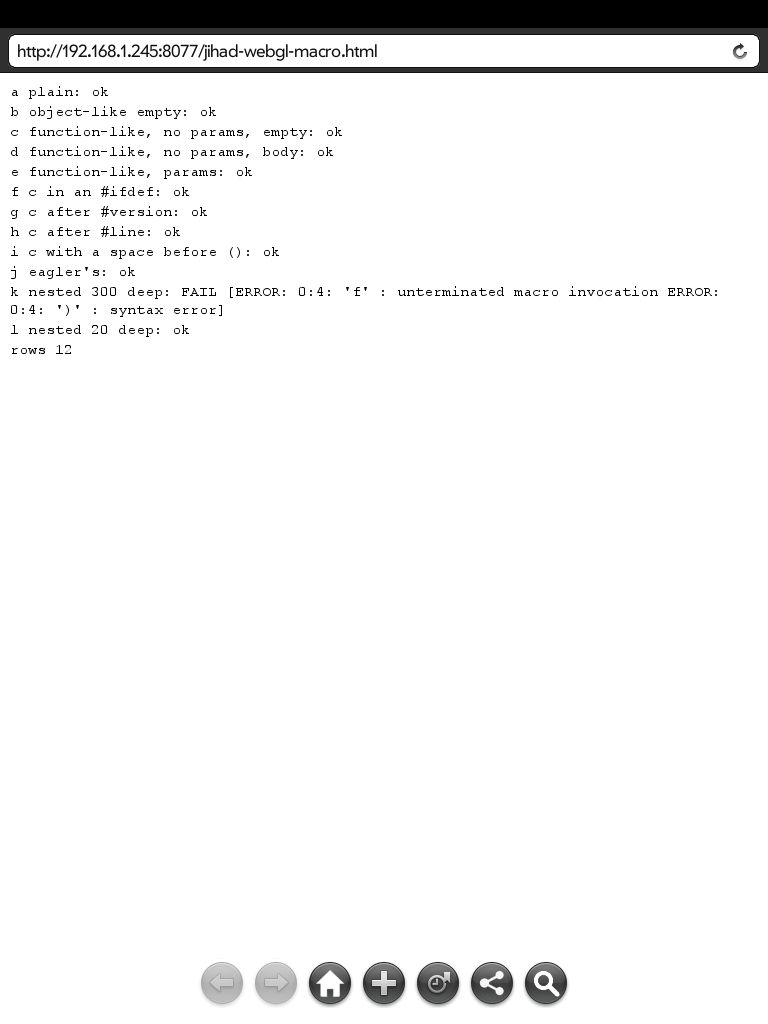 http://192.168.1.245:8077/jihad-webgl-macro.html
a plain: ok
b object-like empty: ok
c function-like, no params, empty: ok
d function-like, no params, body: ok
e function-like, params: ok
f c in an #ifdef: ok
g c after #version: ok
h c after #line: ok
i c with a space before (): ok
j eagler's: ok
k nested 300 deep: FAIL [ERROR: 0:4: 'f' : unterminated macro invocation ERROR:
0:4: ')' : syntax error]
l nested 20 deep: ok
rows 12